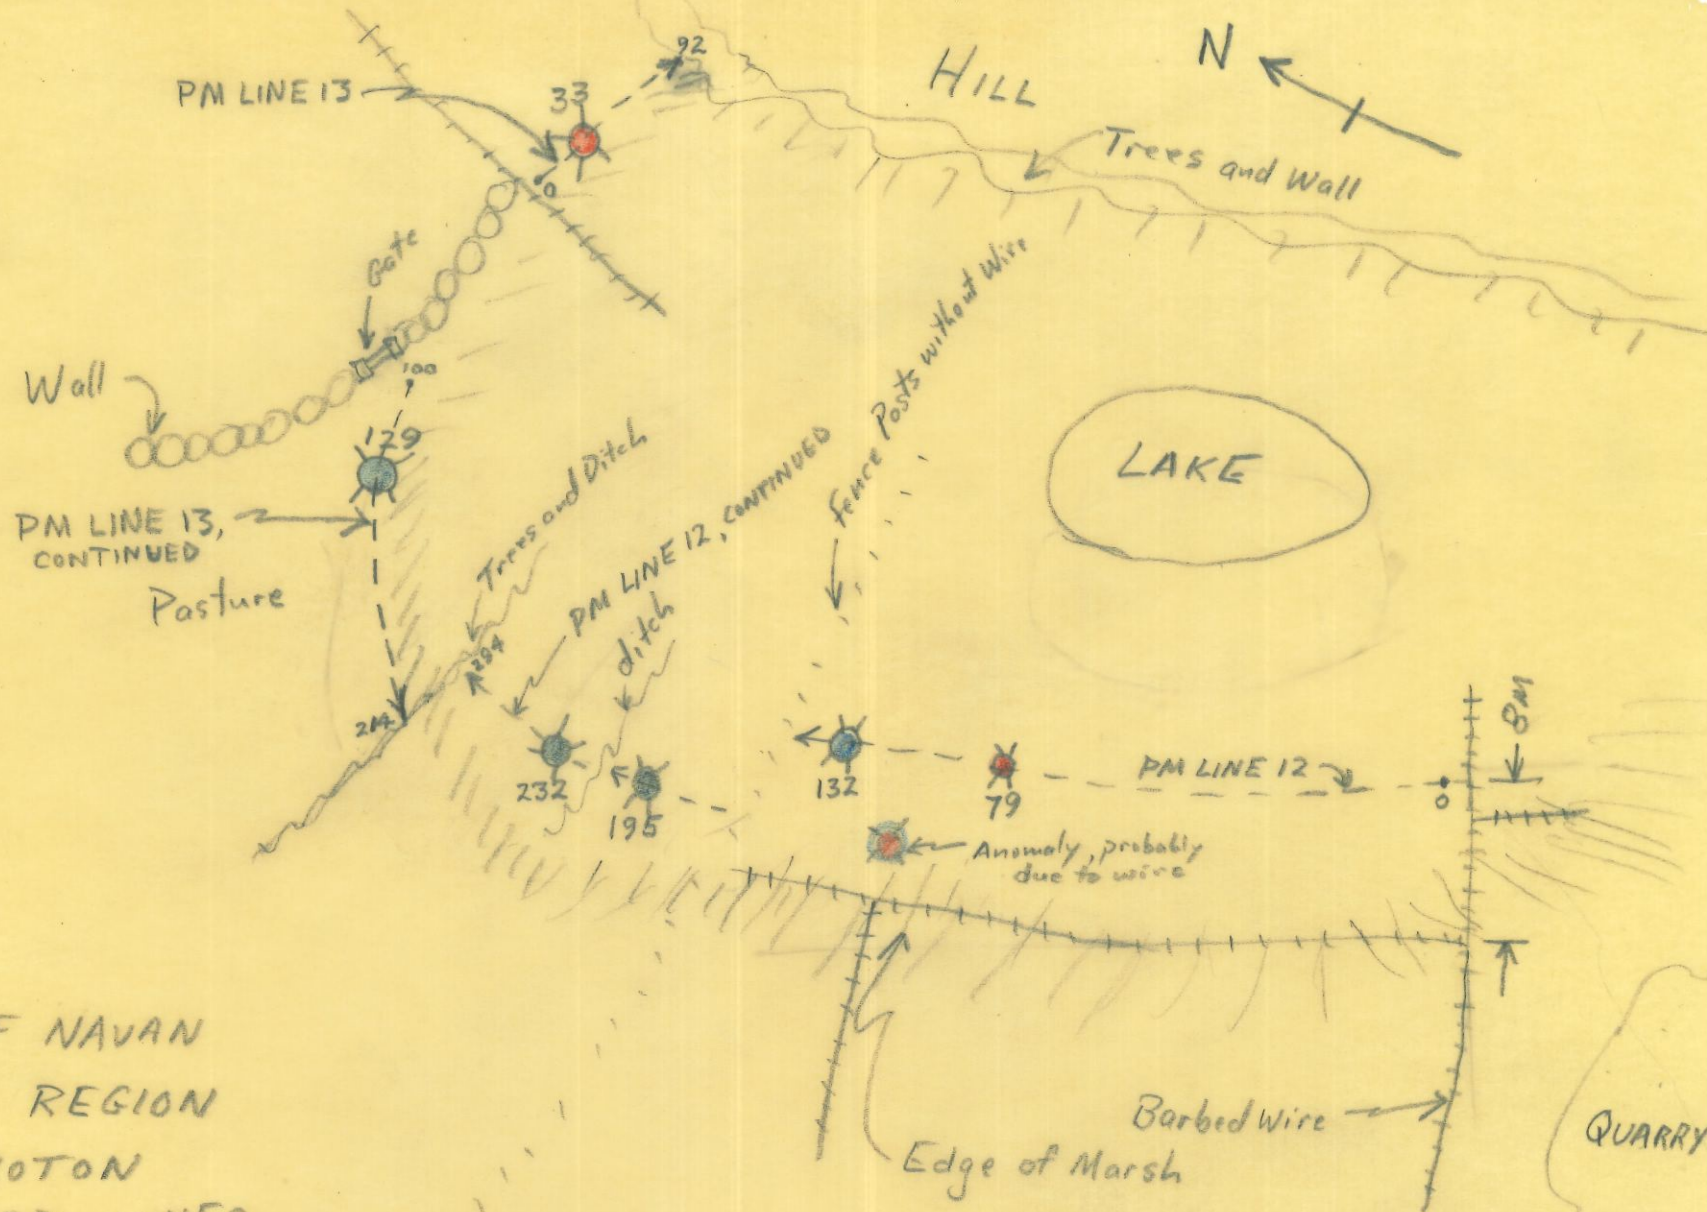 N
92
HILL
PM LINE 13
33
Trees and Wall
0
Gate
Fence Posts without Wire
Wall
100
129
LAKE
Trees and Ditch
PM LINE 12, CONTINUED
PM LINE 13,
CONTINUED
Pasture
ditch
284
8M
PM LINE 12
0
232
195
132
79
Anomaly, probably
due to wire
NAVAN
REGION
Barbed Wire
QUARRY
Edge of Marsh